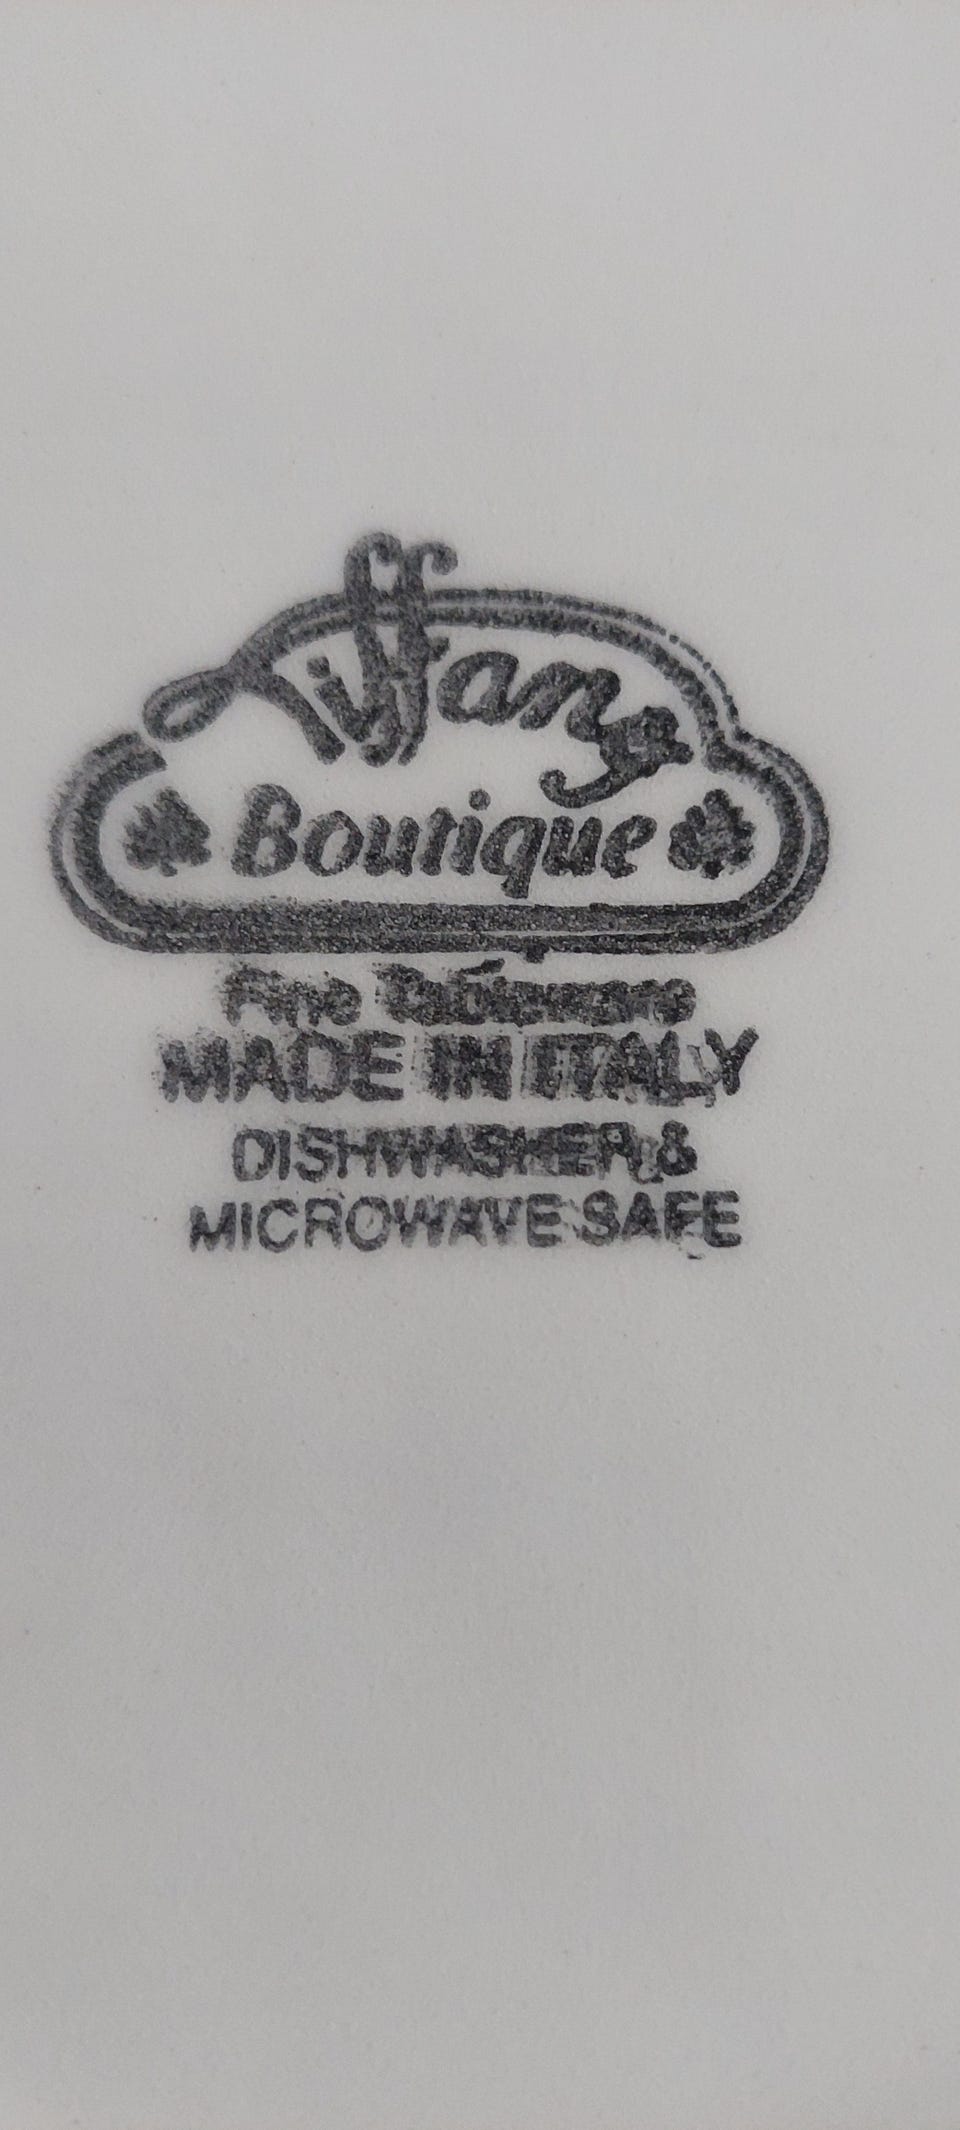 Tiffany
Boutique
Fine Tableware
MADE IN ITALY
DISHWASHER &
MICROWAVE SAFE